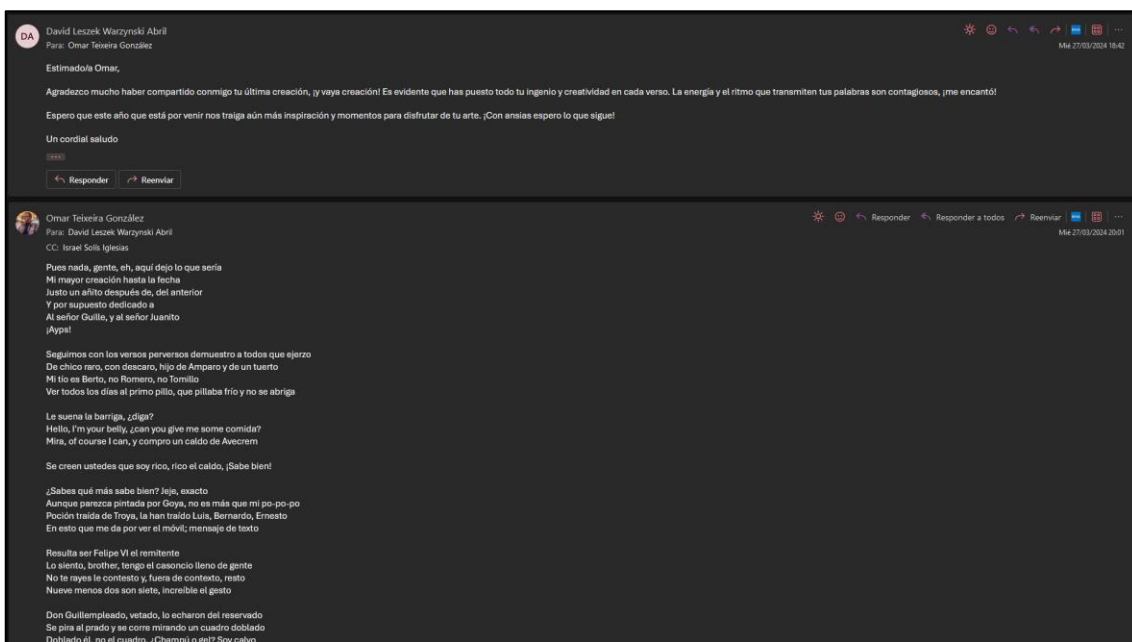 DA
David Leszek Warzynski Abril
Para: Omar Teixeira González
Mié 27/03/2024 18:42
Estimado/a Omar,
Agradezco mucho haber compartido conmigo tu última creación, ¡y vaya creación! Es evidente que has puesto todo tu ingenio y creatividad en cada verso. La energía y el ritmo que transmiten tus palabras son contagiosos, ¡me encantó!
Espero que este año que está por venir nos traiga aún más inspiración y momentos para disfrutar de tu arte. ¡Con ansias espero lo que sigue!
Un cordial saludo
Responder Reenviar
Omar Teixeira González
Responder Responder a todos Reenviar
Para: David Leszek Warzynski Abril
Mié 27/03/2024 20:01
CC: Israel Solís Iglesias
Pues nada, gente, eh, aquí dejo lo que sería
Mi mayor creación hasta la fecha
Justo un añito después de, del anterior
Y por supuesto dedicado a
Al señor Guille, y al señor Juanito
¡Ayps!
Seguimos con los versos perversos demuestro a todos que ejerzo
De chico raro, con descaro, hijo de Amparo y de un tuerto
Mi tío es Berto, no Romero, no Tomillo
Ver todos los días al primo pillo, que pillaba frío y no se abriga
Le suena la barriga, ¿diga?
Hello, I'm your belly, ¿can you give me some comida?
Mira, of course I can, y compro un caldo de Avecrem
Se creen ustedes que soy rico, rico el caldo, ¡Sabe bien!
¿Sabes qué más sabe bien? Jeje, exacto
Aunque parezca pintada por Goya, no es más que mi po-po-po
Poción traída de Troya, la han traído Luis, Bernardo, Ernesto
En esto que me da por ver el móvil; mensaje de texto
Resulta ser Felipe VI el remitente
Lo siento, brother, tengo el casoncio lleno de gente
No te rayes le contesto y, fuera de contexto, resto
Nueve menos dos son siete, increíble el gesto
Don Guillempleado, vetado, lo echaron del reservado
Se pira al prado y se corre mirando un cuadro doblado
Doblado él, no el cuadro, ¿Champú o gel? Soy calvo